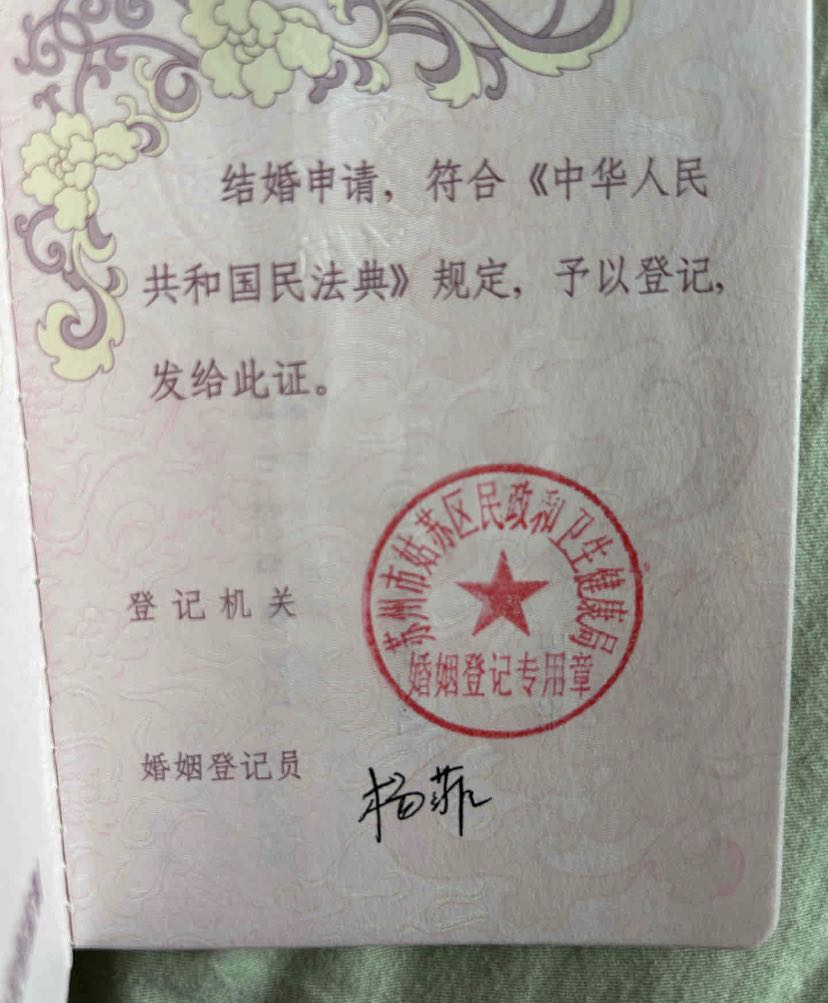 结婚申请，符合《中华人民
共和国民法典》规定，予以登记，
发给此证。
苏州市姑苏区民政和卫生健康局
登记机关
婚姻登记专用章
婚姻登记员
杨菲